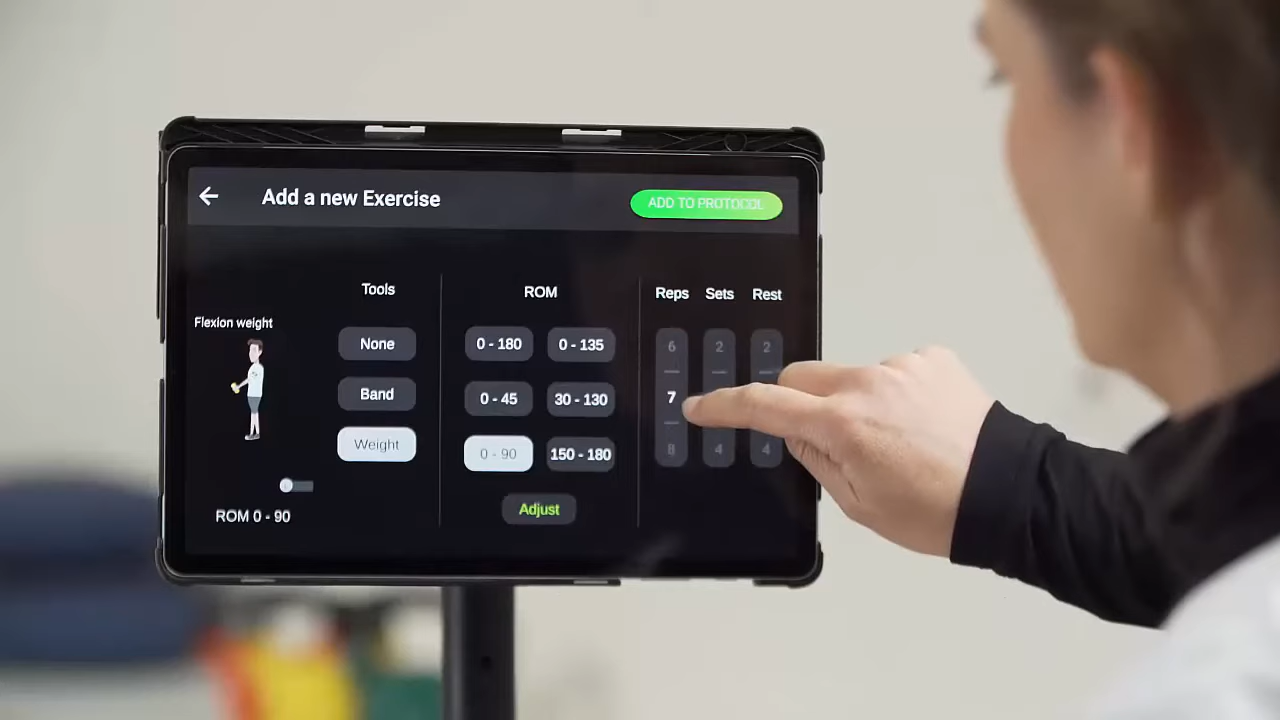 Add a new Exercise
ADD TO PROTOCOL
Flexion weight
ROM 0 - 90
Tools
None
Band
Weight
ROM
0 - 180 0 - 135
0 - 45 30 - 130
0 - 90 150 - 180
Adjust
Reps Sets Rest
6 2 2
7
8 4 4